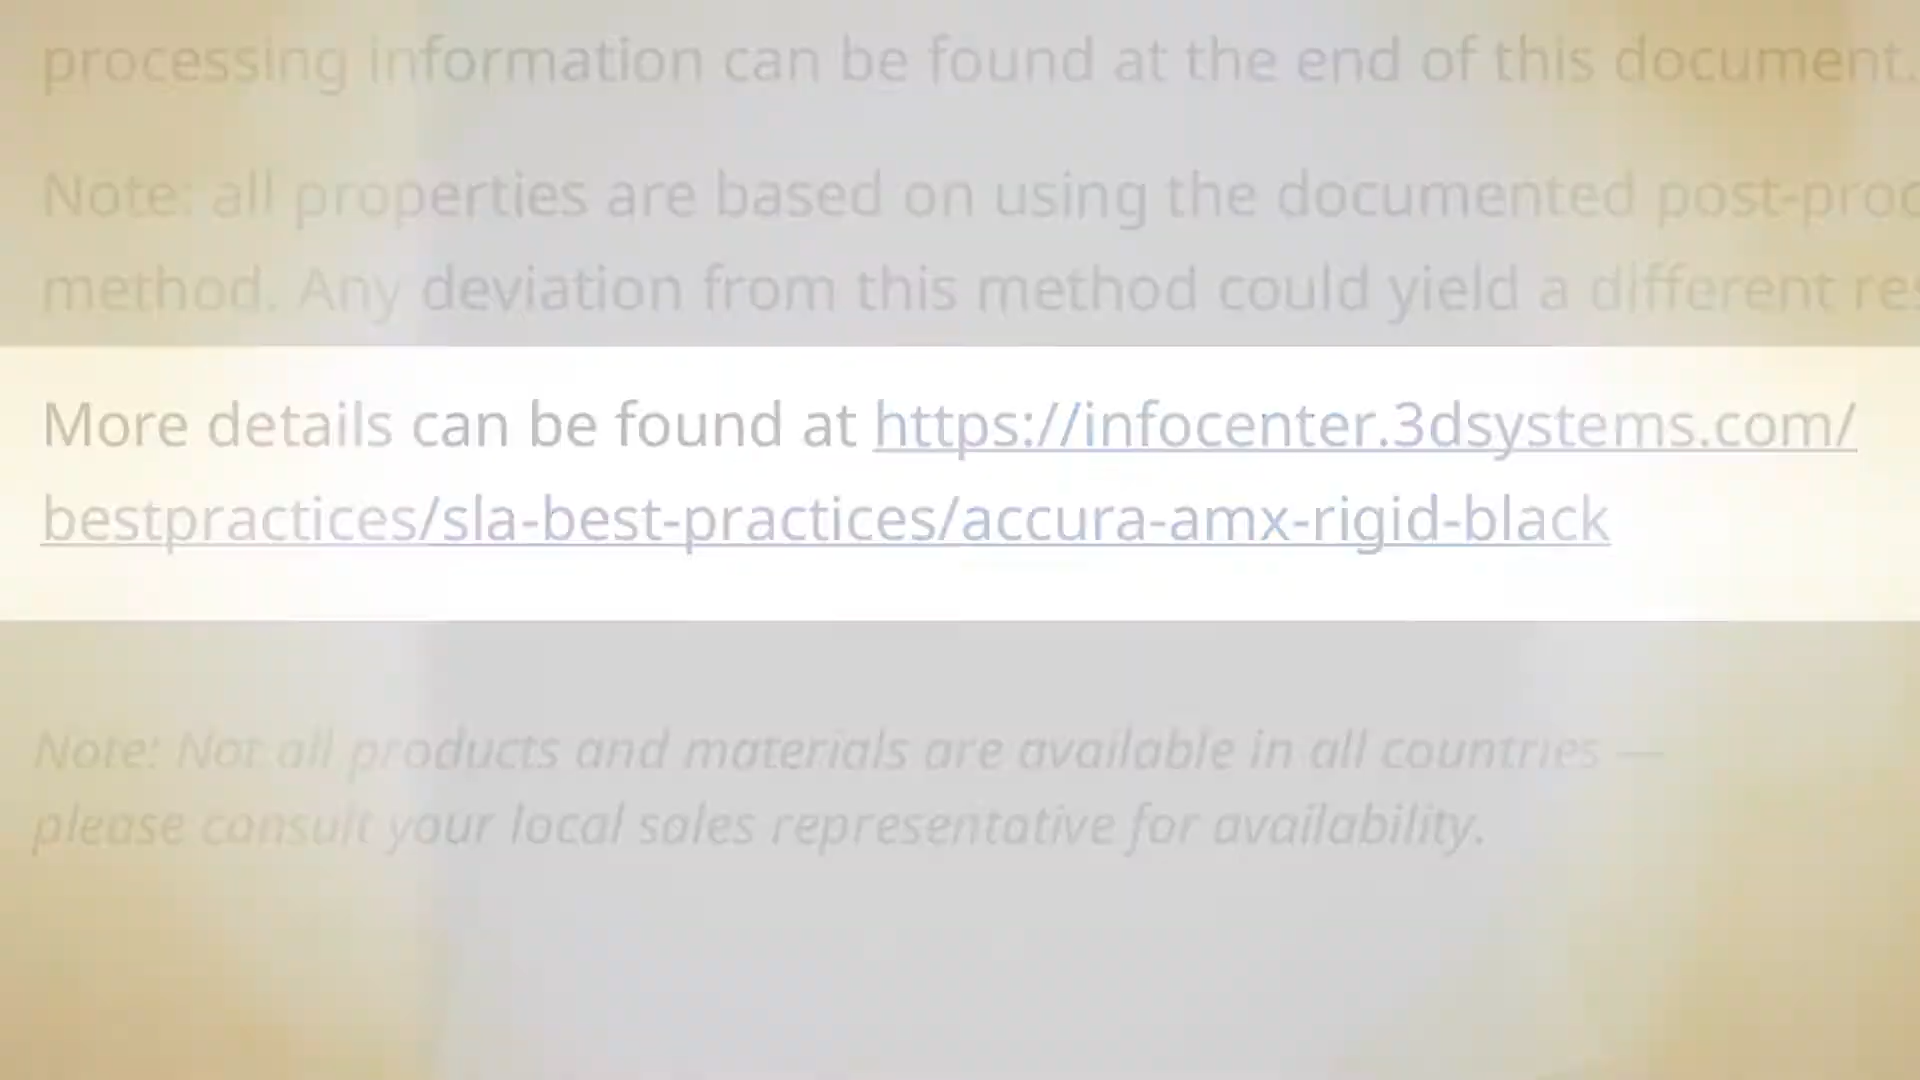 processing information can be found at the end of this document.
Note: all properties are based on using the documented
method. Any deviation from this method could yield a different
More details can be found at https://infocenter.3dsystems.com/
bestpractices/sla-best-practices/accura-amx-rigid-black
Note: Not all products and materials are available in all countries —
please consult your local sales representative for availability.